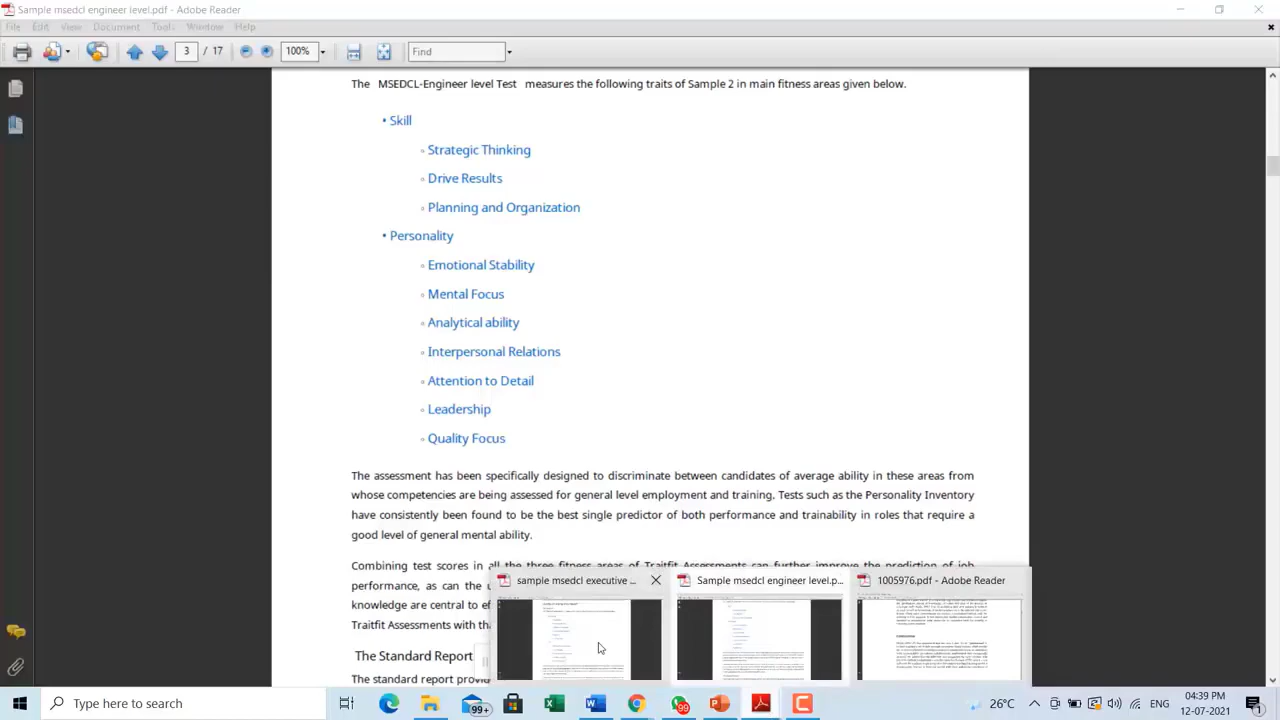 Sample msedcl engineer level.pdf - Adobe Reader
File Edit View Document Tools Window Help
3 / 17 100% Find
The MSEDCL-Engineer level Test measures the following traits of Sample 2 in main fitness areas given below.
• Skill
Strategic Thinking
Drive Results
Planning and Organization
• Personality
Emotional Stability
Mental Focus
Analytical ability
Interpersonal Relations
Attention to Detail
Leadership
Quality Focus
The assessment has been specifically designed to discriminate between candidates of average ability in these areas from
whose competencies are being assessed for general level employment and training. Tests such as the Personality Inventory
have consistently been found to be the best single predictor of both performance and trainability in roles that require a
good level of general mental ability.
Combining test scores in all the three fitness areas of Traitfit Assessments can further improve the prediction of job
performance, as can the
knowledge are central to
Traitfit Assessments with
The Standard Report
The standard report
sample msedcl executive ...
Sample msedcl engineer level.p...
1005976.pdf - Adobe Reader
Type here to search
99+
99
26°C
ENG
12-07-2021
1